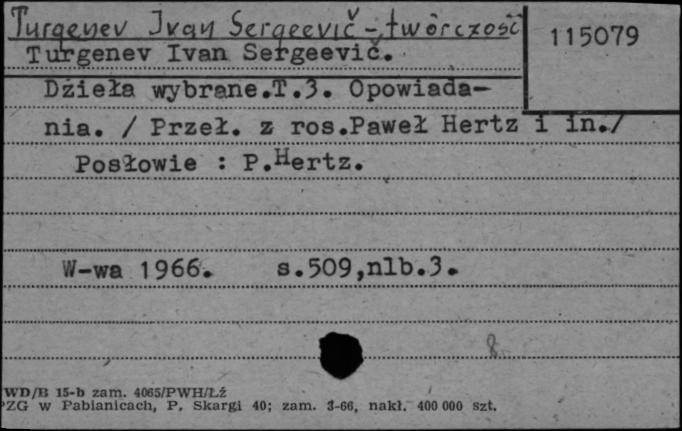 Turgenev Ivan Sergeevič - twórczość
115079
Turgenev Ivan Sergeevič.
Dzieła wybrane.T.3. Opowiada-
nia. / Przeł. z ros.Paweł Hertz i in./
Posłowie : P.Hertz.
W-wa 1966. s.509,nlb.3.
8
WD/B 15-b zam. 4065/PWH/Łź
PZG w Pabianicach, P. Skargi 40; zam. 3-66, nakł. 400 000 szt.